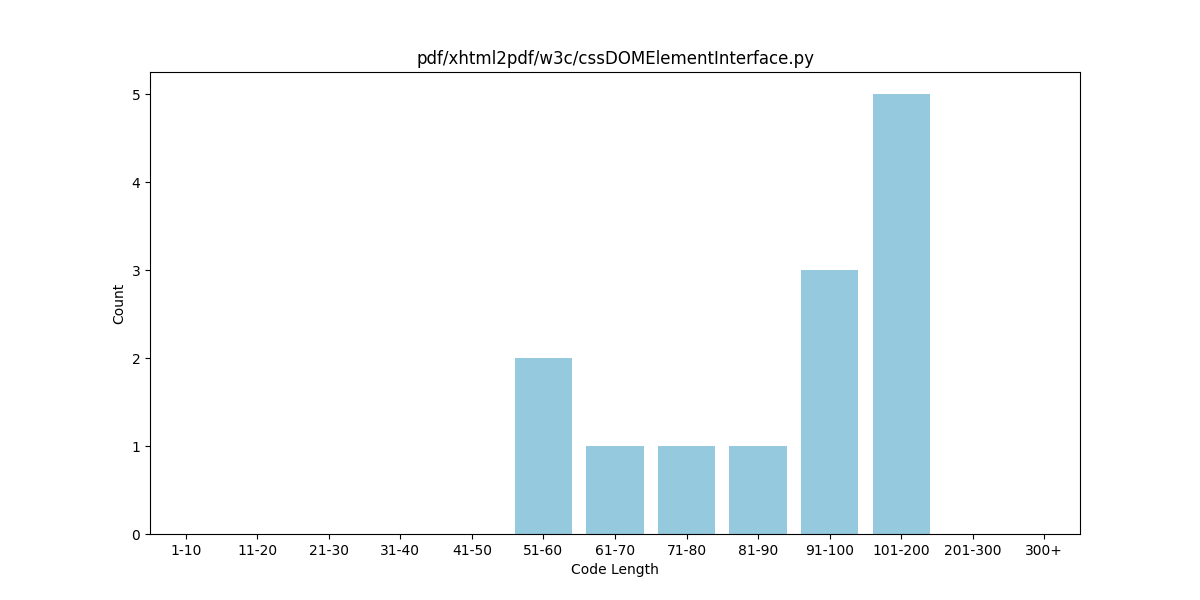 pdf/xhtml2pdf/w3c/cssDOMElementInterface.py
5
4
3
2
1
0
Count
1-10 11-20 21-30 31-40 41-50 51-60 61-70 71-80 81-90 91-100 101-200 201-300 300+
Code Length